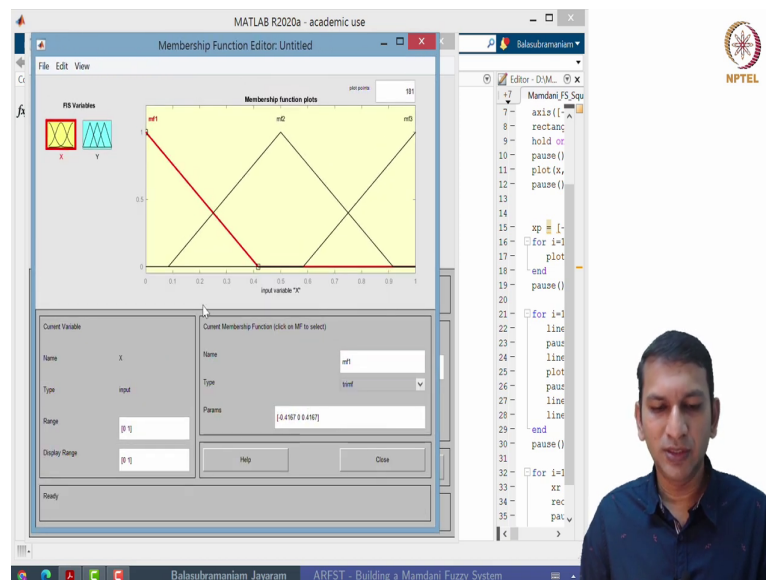 MATLAB R2020a - academic use
Membership Function Editor: Untitled
Balasubramaniam
File Edit View
FIS Variables
X
Y
Membership function plots
plot points
181
mf1
mf2
mf3
1
0.5
0
0 0.1 0.2 0.3 0.4 0.5 0.6 0.7 0.8 0.9 1
input variable "X"
Current Variable
Name X
Type input
Range [0 1]
Display Range [0 1]
Current Membership Function (click on MF to select)
Name mf1
Type trimf
Params [-0.4167 0 0.4167]
Help
Close
Ready
Editor - D:\M...
+7 Mamdani_FS_Squ
7 - axis([-
8 - rectang
9 - hold on
10 - pause()
11 - plot(x,
12 - pause()
13
14
15 - xp = [-
16 - for i=1
17 - plot
18 - end
19 - pause()
20
21 - for i=1
22 - line
23 - paus
24 - line
25 - plot
26 - paus
27 - line
28 - line
29 - end
30 - pause()
31
32 - for i=1
33 - xr
34 - rec
35 - pau
NPTEL
Balasubramaniam Jayaram ARFST - Building a Mamdani Fuzzy System